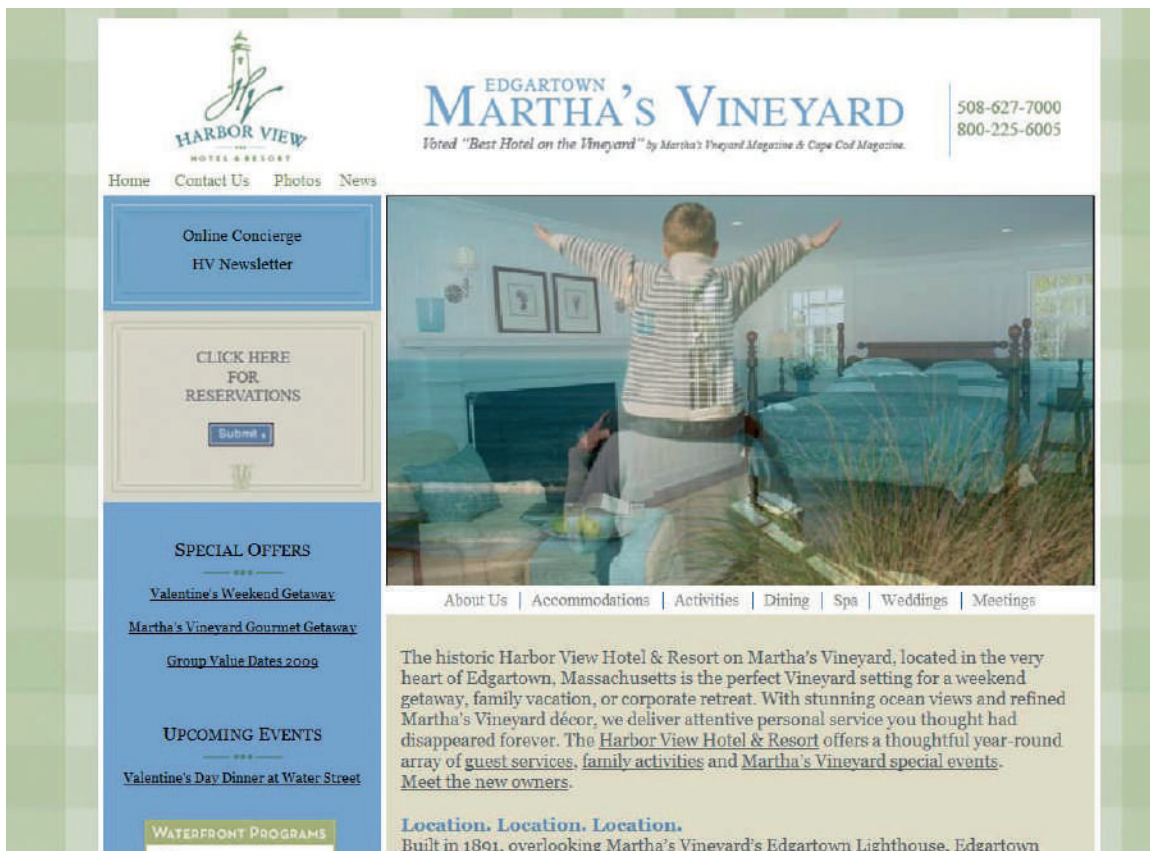 HARBOR VIEW
HOTEL & RESORT
EDGARTOWN
MARTHA'S VINEYARD
Voted "Best Hotel on the Vineyard" by Martha's Vneyard Magazine & Cape Cod Magazine.
508-627-7000
800-225-6005
Home Contact Us Photos News
Online Concierge
HV Newsletter
CLICK HERE
FOR
RESERVATIONS
Submit
SPECIAL OFFERS
Valentine's Weekend Getaway
Martha's Vineyard Gourmet Getaway
Group Value Dates 2009
UPCOMING EVENTS
Valentine's Day Dinner at Water Street
WATERFRONT PROGRAMS
About Us | Accommodations | Activities | Dining | Spa | Weddings | Meetings
The historic Harbor View Hotel & Resort on Martha's Vineyard, located in the very
heart of Edgartown, Massachusetts is the perfect Vineyard setting for a weekend
getaway, family vacation, or corporate retreat. With stunning ocean views and refined
Martha's Vineyard décor, we deliver attentive personal service you thought had
disappeared forever. The Harbor View Hotel & Resort offers a thoughtful year-round
array of guest services, family activities and Martha's Vineyard special events.
Meet the new owners.
Location. Location. Location.
Built in 1891, overlooking Martha's Vineyard's Edgartown Lighthouse, Edgartown